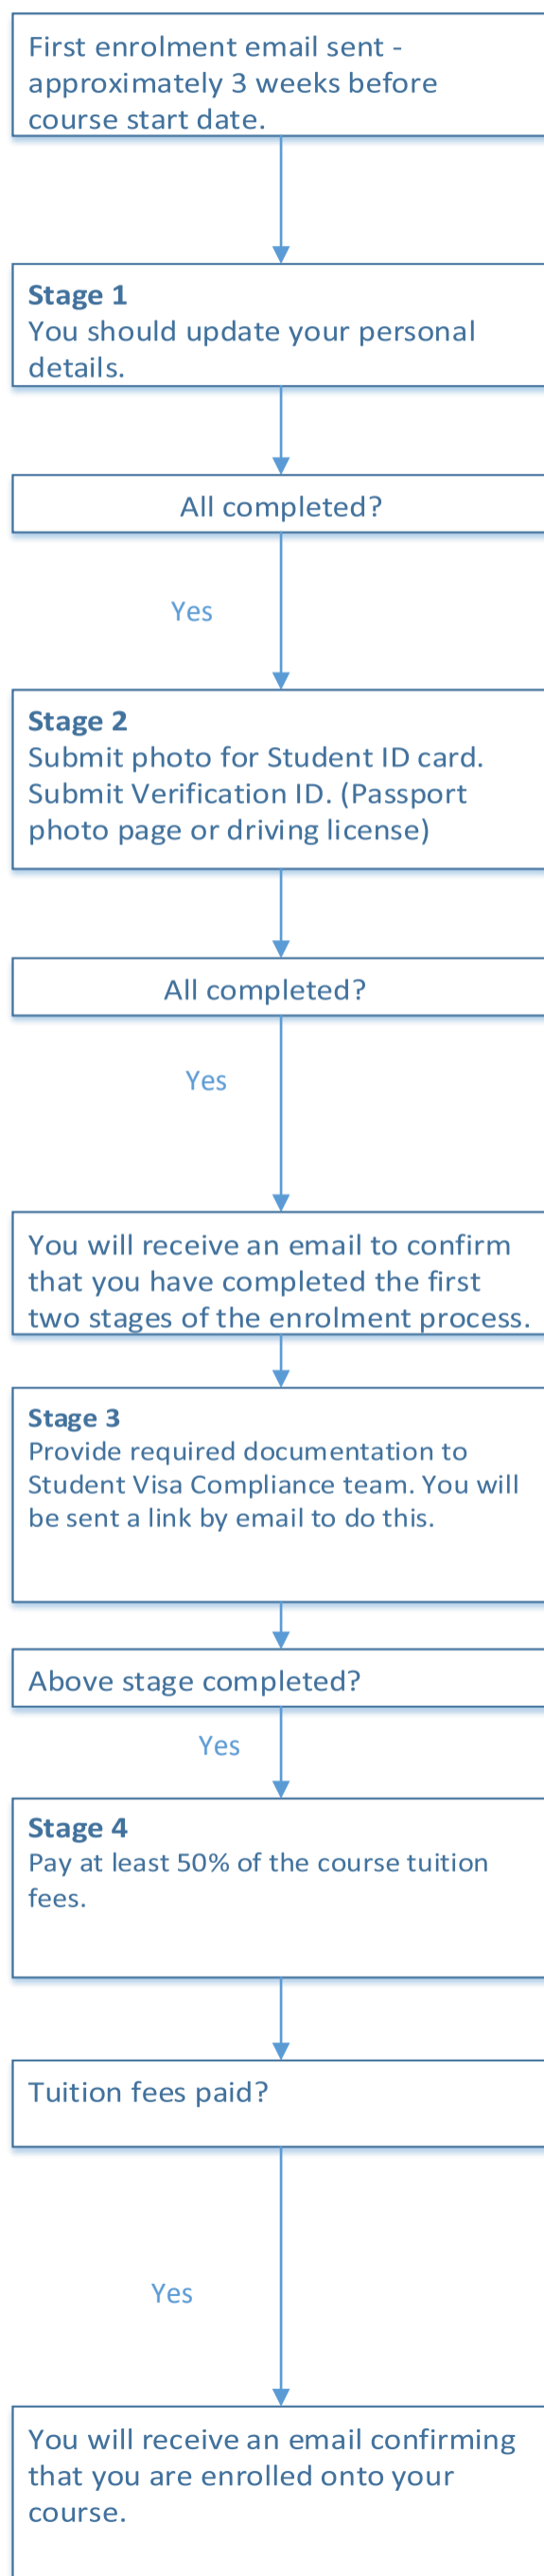 First enrolment email sent -
approximately 3 weeks before
course start date.
Stage 1
You should update your personal
details.
All completed?
Yes
Stage 2
Submit photo for Student ID card.
Submit Verification ID. (Passport
photo page or driving license)
All completed?
Yes
You will receive an email to confirm
that you have completed the first
two stages of the enrolment process.
Stage 3
Provide required documentation to
Student Visa Compliance team. You will
be sent a link by email to do this.
Above stage completed?
Yes
Stage 4
Pay at least 50% of the course tuition
fees.
Tuition fees paid?
Yes
You will receive an email confirming
that you are enrolled onto your
course.